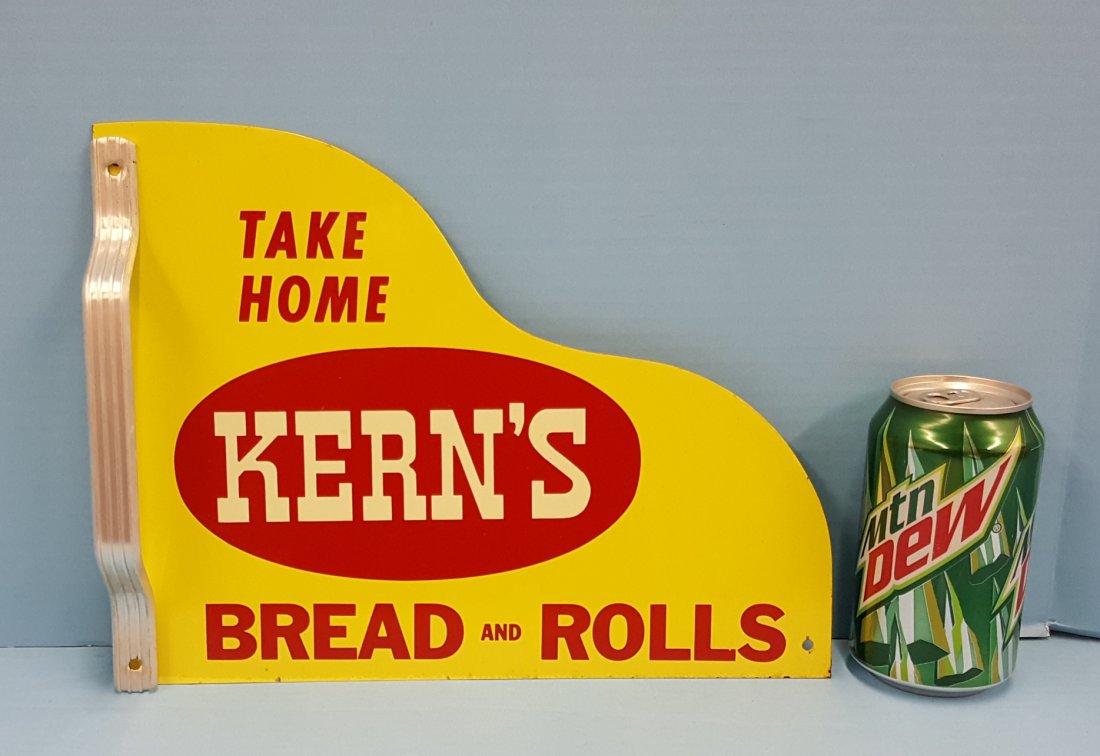 TAKE
HOME
KERN'S
BREAD AND ROLLS
Mtn
DEW®